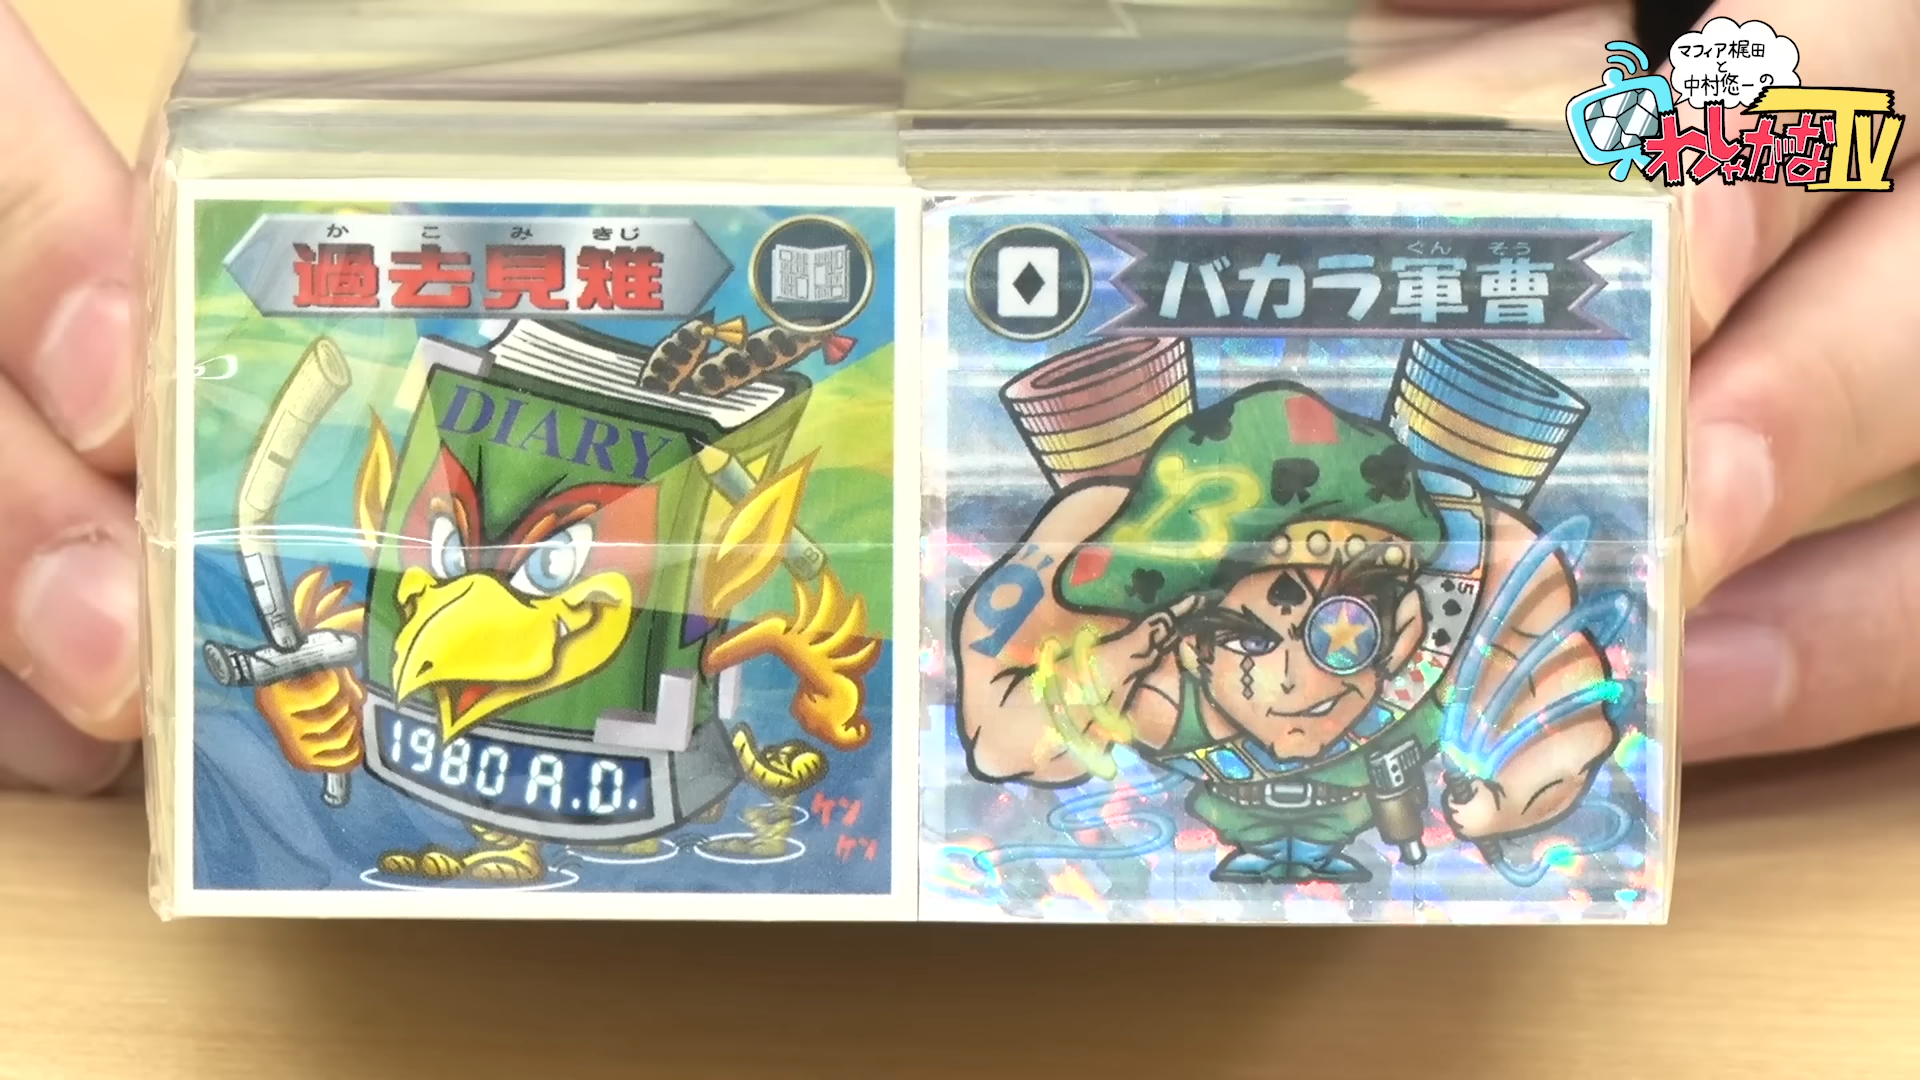 マフィア梶田
と
中村悠一の
わしゃがなTV
かこみきじ
過去見雉
DIARY
1980 A.D.
ケン
ケン
ぐんそう
バカラ軍曹
B
9
5